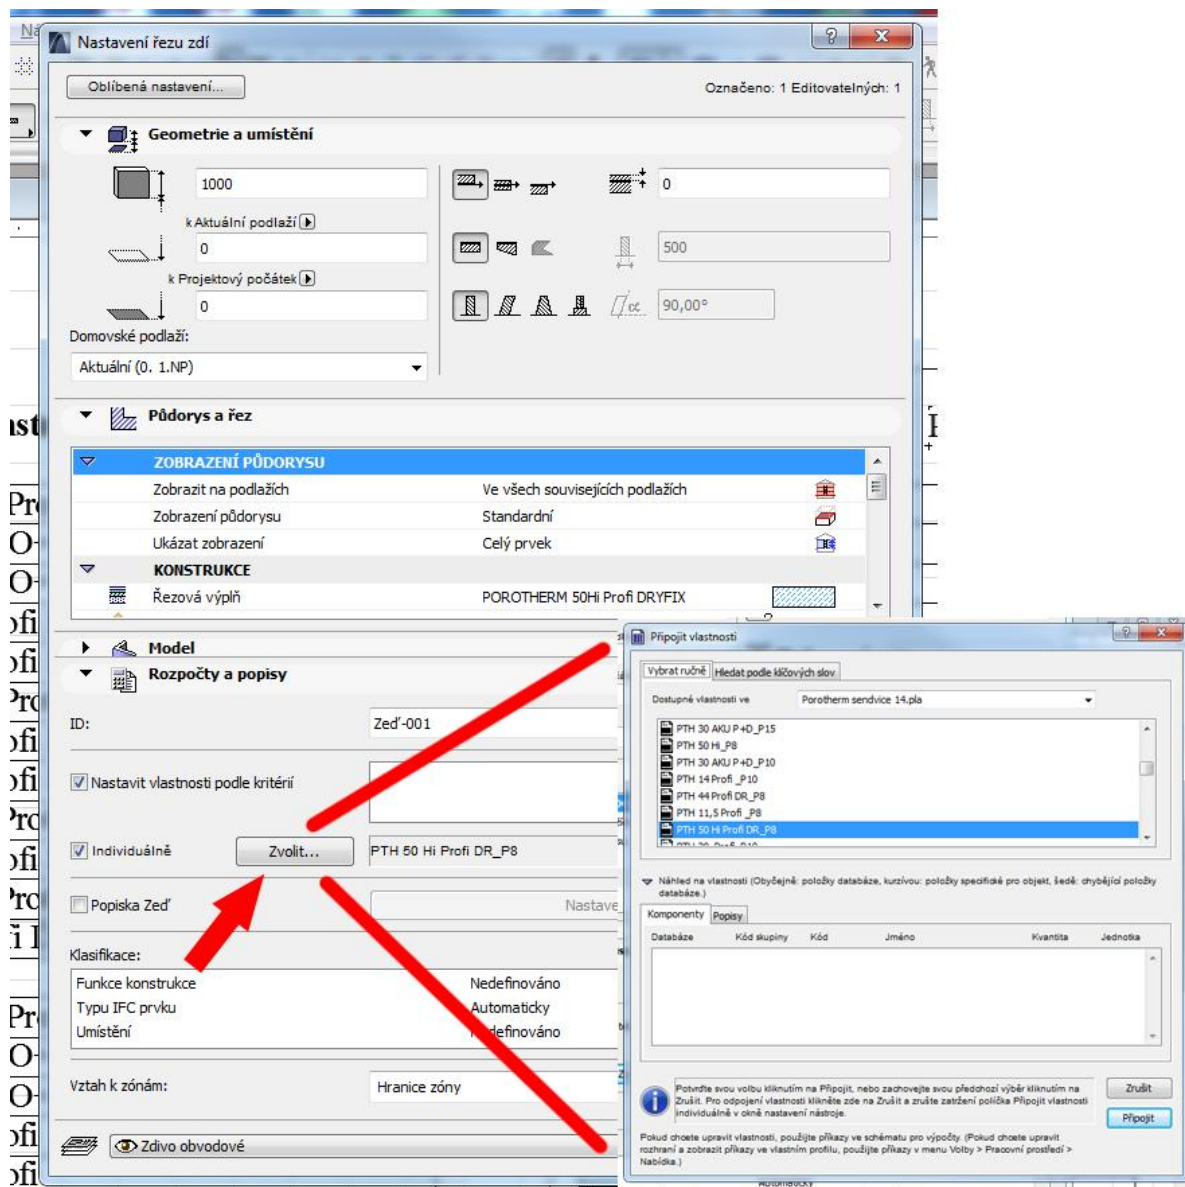 Nastavení řezu zdí
Oblíbená nastavení...
Označeno: 1 Editovatelných: 1
Geometrie a umístění
1000
k Aktuální podlaží
0
k Projektový počátek
0
Domovské podlaží:
Aktuální (0. 1.NP)
0
500
α
90,00°
Půdorys a řez
ZOBRAZENÍ PŮDORYSU
Zobrazit na podlažích Ve všech souvisejících podlažích
Zobrazení půdorysu Standardní
Ukázat zobrazení Celý prvek
KONSTRUKCE
Řezová výplň POROTHERM 50Hi Profi DRYFIX
Model
Rozpočty a popisy
ID: Zeď-001
Nastavit vlastnosti podle kritérií
Individuálně Zvolit... PTH 50 Hi Profi DR_P8
Popiska Zeď Nastave
Klasifikace:
Funkce konstrukce Nedefinováno
Typu IFC prvku Automaticky
Umístění Nedefinováno
Vztah k zónám: Hranice zóny
Zdivo obvodové
Připojit vlastnosti
Vybrat ručně Hledat podle klíčových slov
Dostupné vlastnosti ve Porotherm sendvice 14.pla
PTH 30 AKU P+D_P15
PTH 50 Hi_P8
PTH 30 AKU P+D_P10
PTH 14 Profi _P10
PTH 44 Profi DR_P8
PTH 11,5 Profi _P8
PTH 50 Hi Profi DR_P8
Náhled na vlastnosti (Obyčejně: položky databáze, kurzívou: položky specifické pro objekt, šedě: chybějící položky
databáze.)
Komponenty Popisy
Databáze Kód skupiny Kód Jméno Kvantita Jednotka
Potvrďte svou volbu kliknutím na Připojit, nebo zachovejte svou předchozí výběr kliknutím na
Zrušit. Pro odpojení vlastnosti klikněte zde na Zrušit a zrušte zatržení políčka Připojit vlastnosti
individuálně v okně nastavení nástroje.
Zrušit
Připojit
Pokud chcete upravit vlastnosti, použijte příkazy ve schématu pro výpočty. (Pokud chcete upravit
rozhraní a zobrazit příkazy ve vlastním profilu, použijte příkazy v menu Volby > Pracovní prostředí >
Nabídka.)